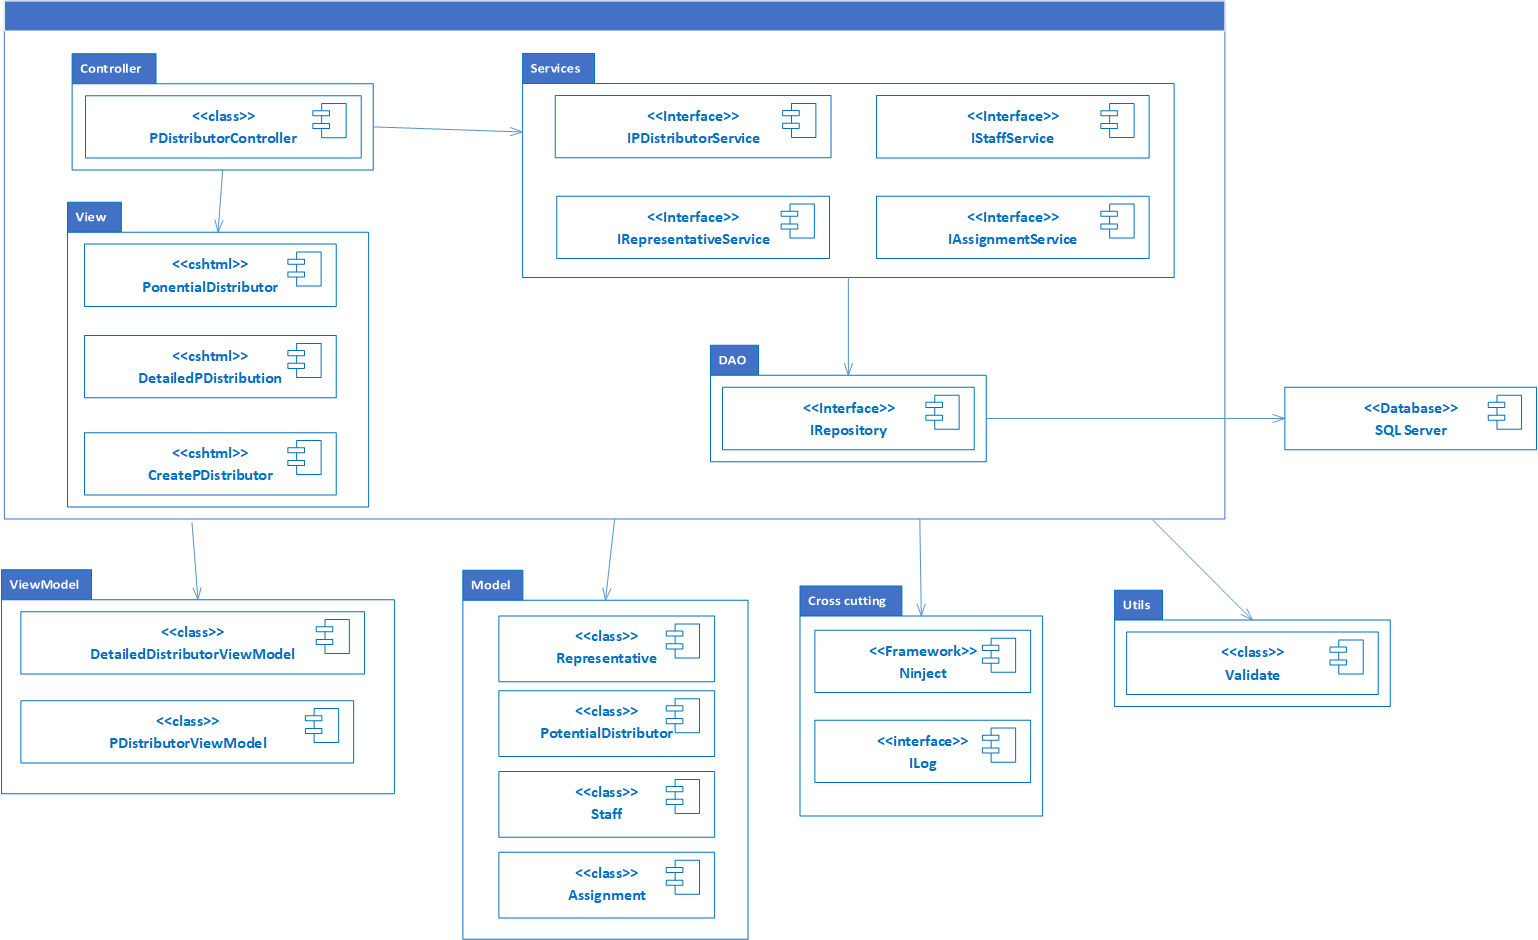 Controller
<<class>>
PDistributorController
Services
<<Interface>>
IPDistributorService
<<Interface>>
IStaffService
<<Interface>>
IRepresentativeService
<<Interface>>
IAssignmentService
View
<<cshtml>>
PonentialDistributor
<<cshtml>>
DetailedPDistribution
<<cshtml>>
CreatePDistributor
DAO
<<Interface>>
IRepository
<<Database>>
SQL Server
ViewModel
<<class>>
DetailedDistributorViewModel
<<class>>
PDistributorViewModel
Model
<<class>>
Representative
<<class>>
PotentialDistributor
<<class>>
Staff
<<class>>
Assignment
Cross cutting
<<Framework>>
Ninject
<<interface>>
ILog
Utils
<<class>>
Validate